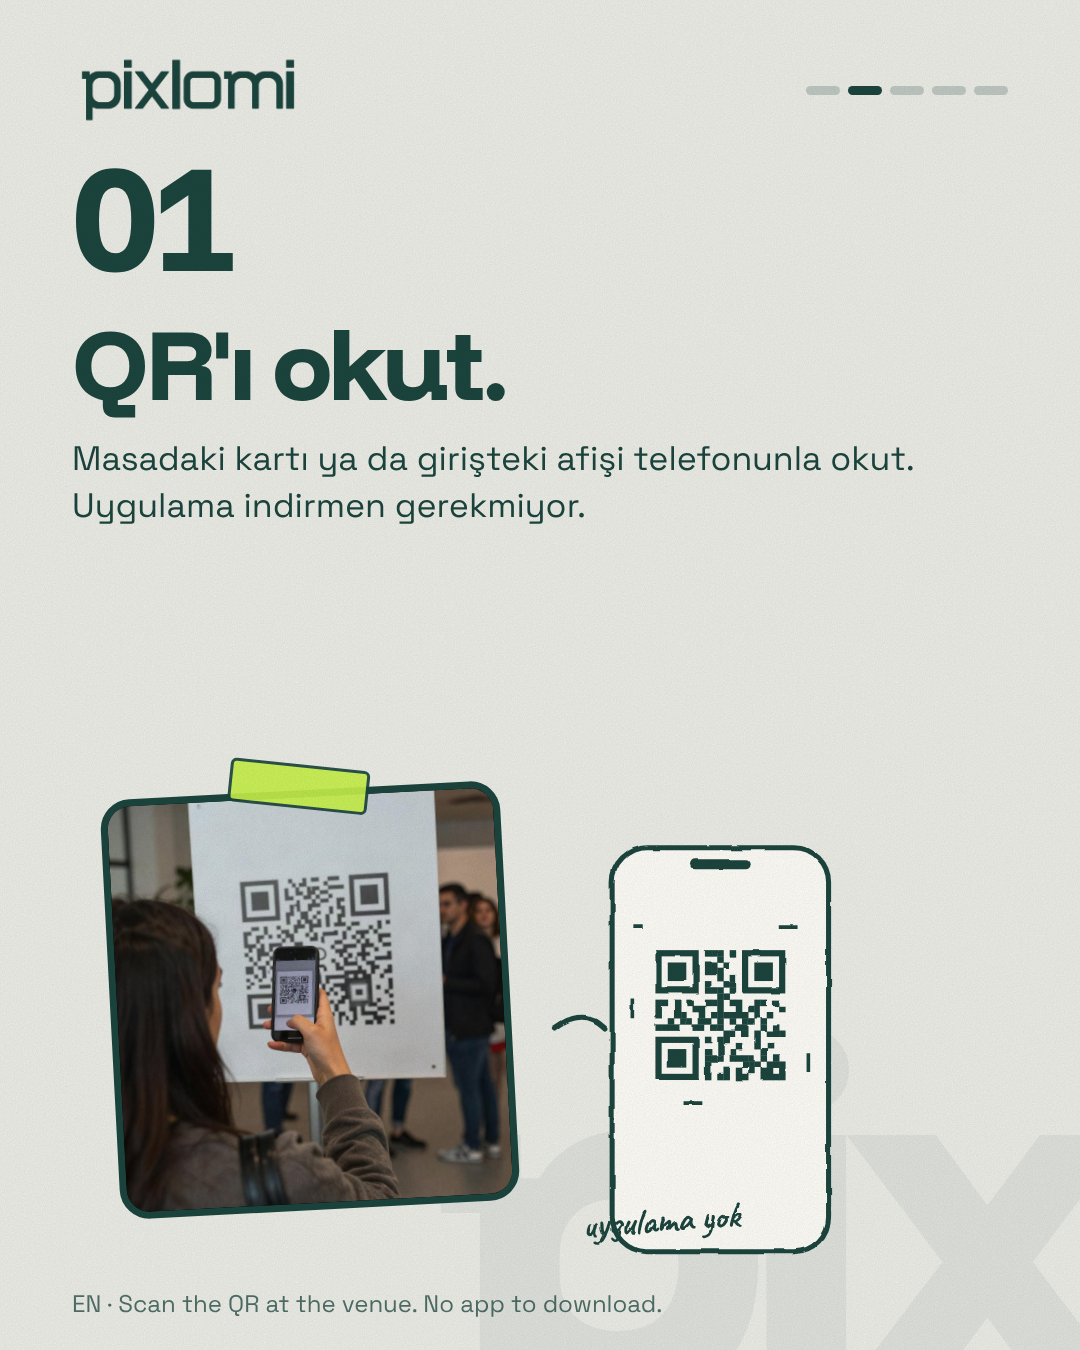 pixlomi
01
QR'ı okut.
Masadaki kartı ya da girişteki afişi telefonunla okut.
Uygulama indirmen gerekmiyor.
uygulama yok
EN · Scan the QR at the venue. No app to download.
pix